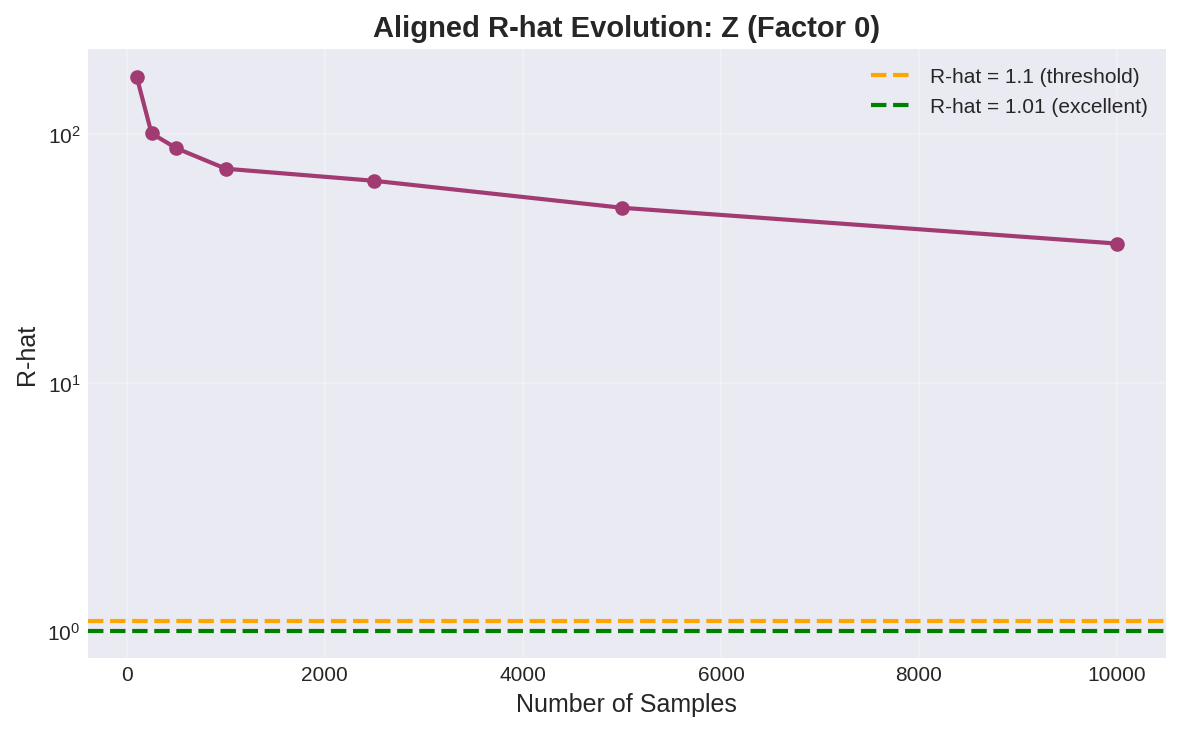 Aligned R-hat Evolution: Z (Factor 0)
R-hat = 1.1 (threshold)
R-hat = 1.01 (excellent)
R-hat
10²
10¹
10⁰
0 2000 4000 6000 8000 10000
Number of Samples